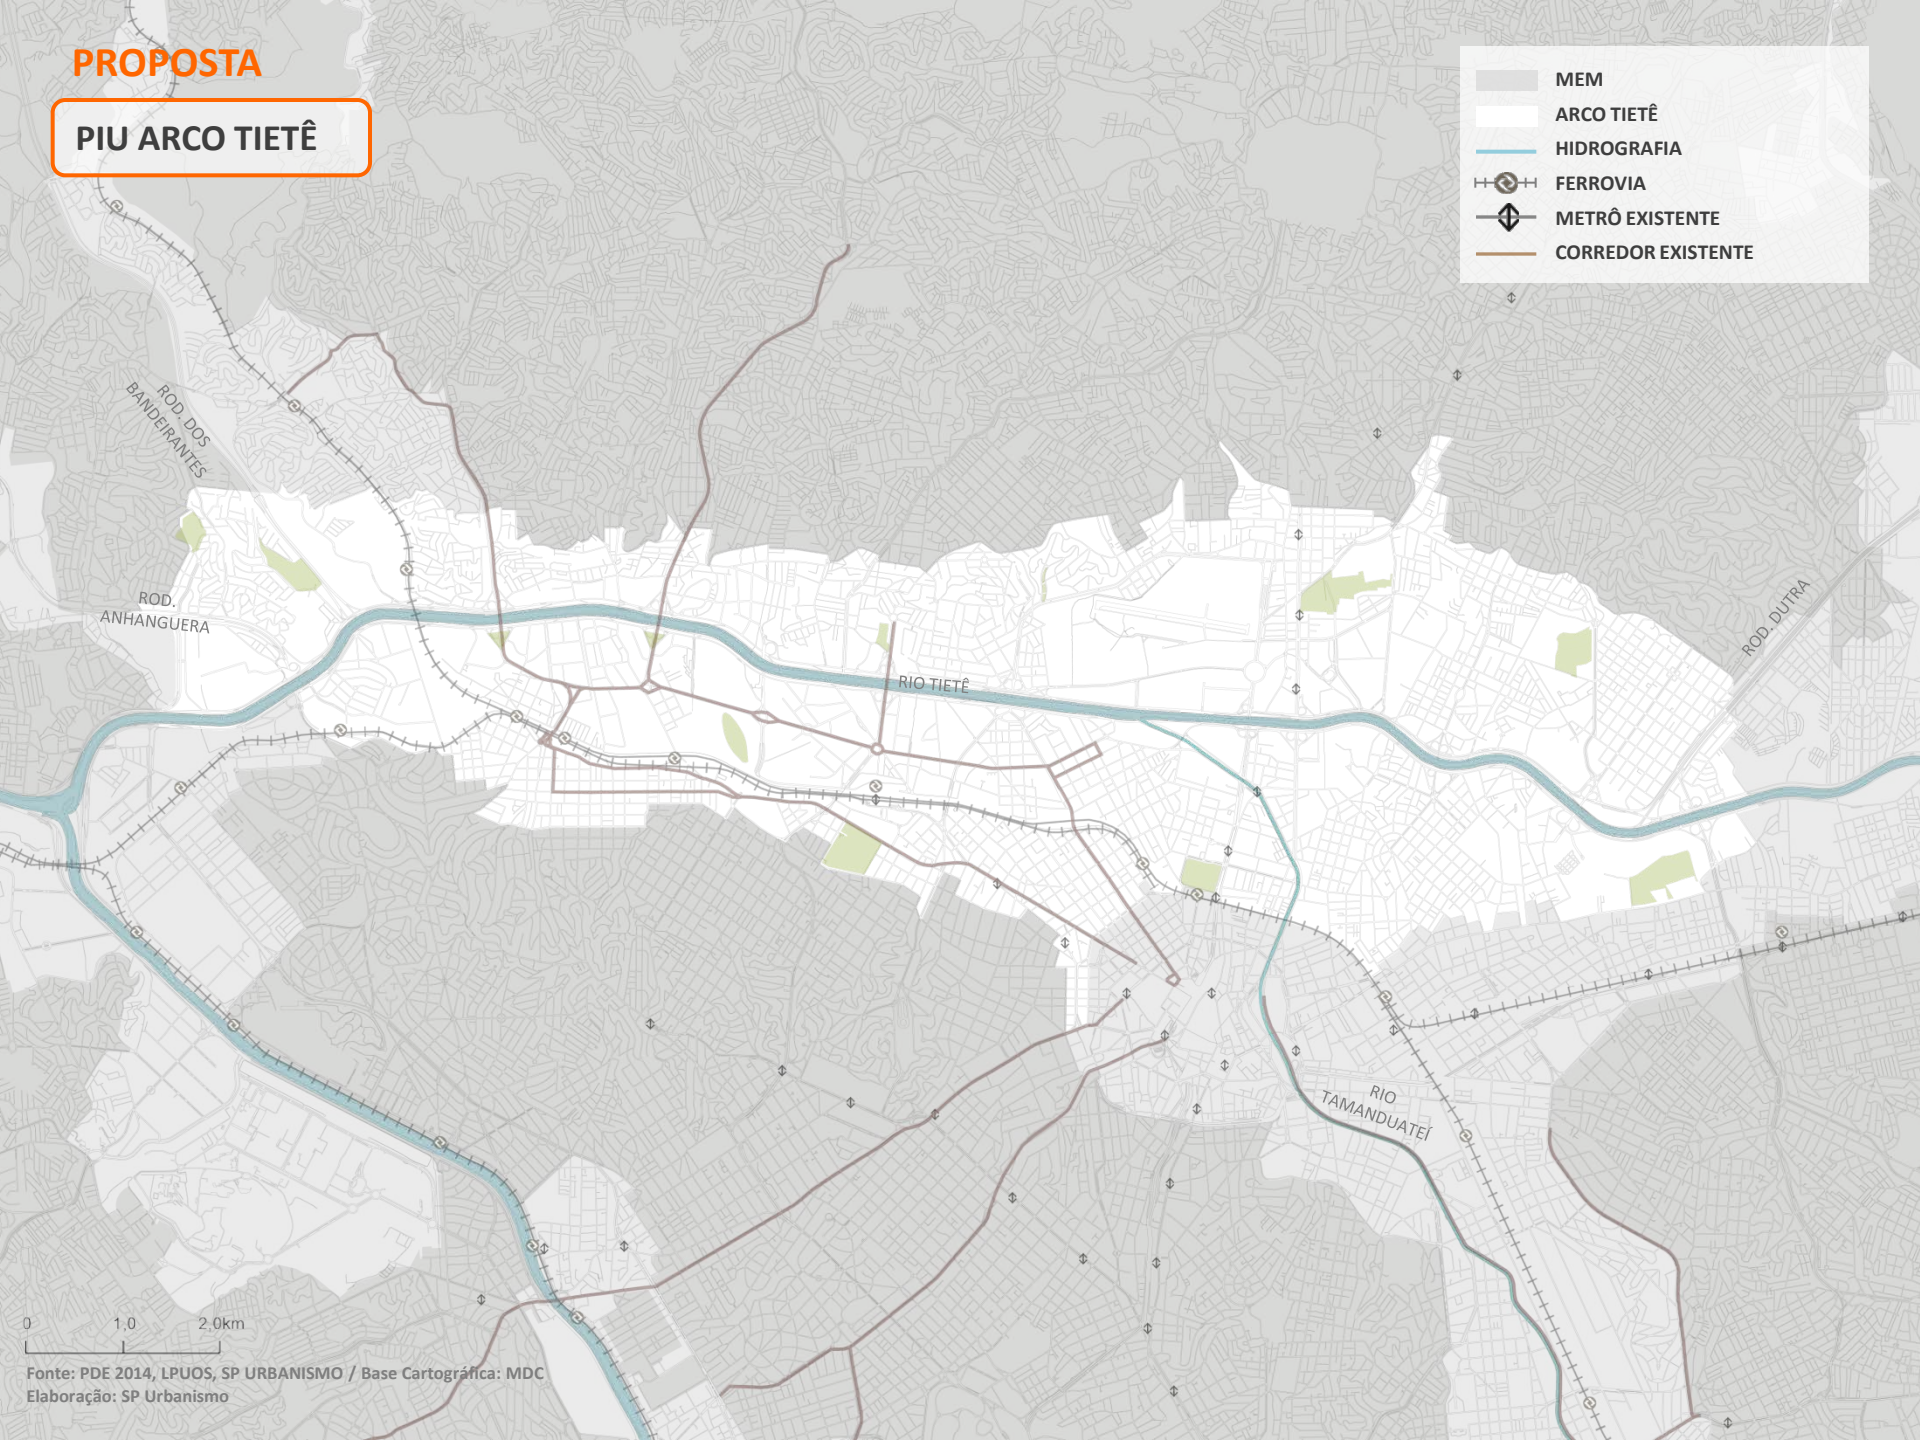 PROPOSTA
PIU ARCO TIETÊ
MEM
ARCO TIETÊ
HIDROGRAFIA
FERROVIA
METRÔ EXISTENTE
CORREDOR EXISTENTE
ROD. DOS
BANDEIRANTES
ROD.
ANHANGUERA
ROD. DUTRA
RIO TIETÊ
RIO
TAMANDUATEÍ
0 1,0 2,0km
Fonte: PDE 2014, LPUOS, SP URBANISMO / Base Cartográfica: MDC
Elaboração: SP Urbanismo